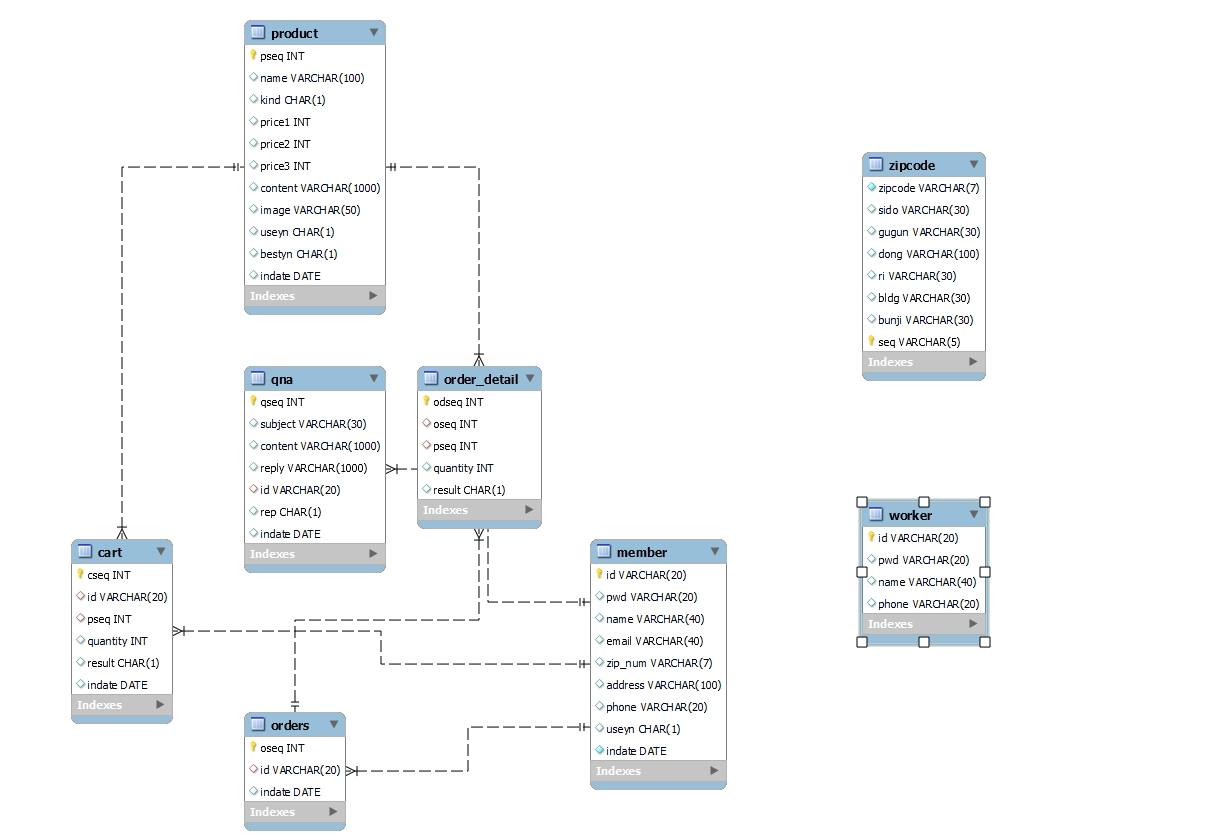 product
pseq INT
name VARCHAR(100)
kind CHAR(1)
price1 INT
price2 INT
price3 INT
content VARCHAR(1000)
image VARCHAR(50)
useyn CHAR(1)
bestyn CHAR(1)
indate DATE
Indexes
zipcode
zipcode VARCHAR(7)
sido VARCHAR(30)
gugun VARCHAR(30)
dong VARCHAR(100)
ri VARCHAR(30)
bldg VARCHAR(30)
bunji VARCHAR(30)
seq VARCHAR(5)
Indexes
qna
qseq INT
subject VARCHAR(30)
content VARCHAR(1000)
reply VARCHAR(1000)
id VARCHAR(20)
rep CHAR(1)
indate DATE
Indexes
order_detail
odseq INT
oseq INT
pseq INT
quantity INT
result CHAR(1)
Indexes
worker
id VARCHAR(20)
pwd VARCHAR(20)
name VARCHAR(40)
phone VARCHAR(20)
Indexes
cart
cseq INT
id VARCHAR(20)
pseq INT
quantity INT
result CHAR(1)
indate DATE
Indexes
member
id VARCHAR(20)
pwd VARCHAR(20)
name VARCHAR(40)
email VARCHAR(40)
zip_num VARCHAR(7)
address VARCHAR(100)
phone VARCHAR(20)
useyn CHAR(1)
indate DATE
Indexes
orders
oseq INT
id VARCHAR(20)
indate DATE
Indexes